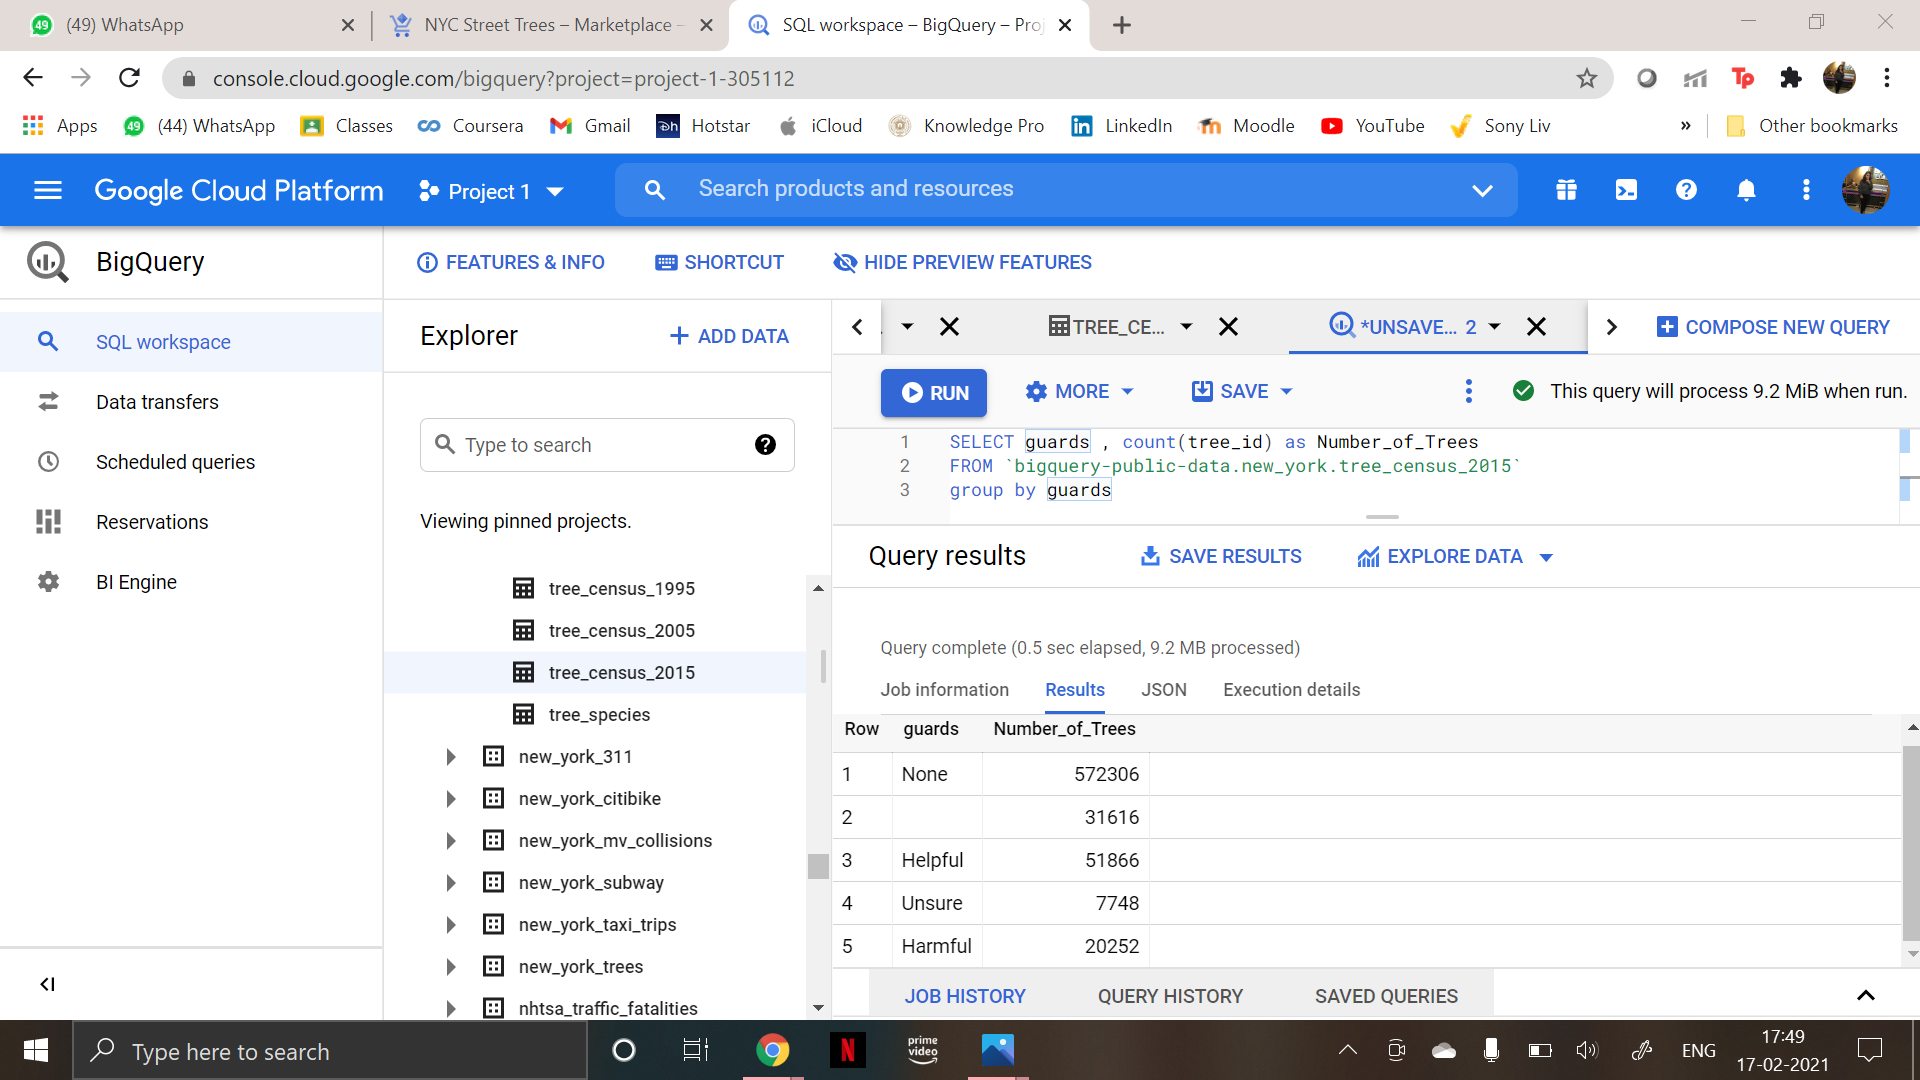 49 (49) WhatsApp
NYC Street Trees – Marketplace –
SQL workspace – BigQuery – Proj
console.cloud.google.com/bigquery?project=project-1-305112
Tp
Apps
49 (44) WhatsApp
Classes
Coursera
Gmail
Hotstar
iCloud
Knowledge Pro
LinkedIn
Moodle
YouTube
Sony Liv
»
Other bookmarks
Google Cloud Platform
Project 1
Search products and resources
BigQuery
FEATURES & INFO
SHORTCUT
HIDE PREVIEW FEATURES
SQL workspace
Data transfers
Scheduled queries
Reservations
BI Engine
Explorer
+ ADD DATA
Type to search
Viewing pinned projects.
tree_census_1995
tree_census_2005
tree_census_2015
tree_species
new_york_311
new_york_citibike
new_york_mv_collisions
new_york_subway
new_york_taxi_trips
new_york_trees
nhtsa_traffic_fatalities
TREE_CE...
*UNSAVE... 2
COMPOSE NEW QUERY
RUN
MORE
SAVE
This query will process 9.2 MiB when run.
1 SELECT guards , count(tree_id) as Number_of_Trees
2 FROM `bigquery-public-data.new_york.tree_census_2015`
3 group by guards
Query results
SAVE RESULTS
EXPLORE DATA
Query complete (0.5 sec elapsed, 9.2 MB processed)
Job information Results JSON Execution details
Row guards Number_of_Trees
1 None 572306
2 31616
3 Helpful 51866
4 Unsure 7748
5 Harmful 20252
JOB HISTORY QUERY HISTORY SAVED QUERIES
Type here to search
N
prime video
ENG
17:49
17-02-2021